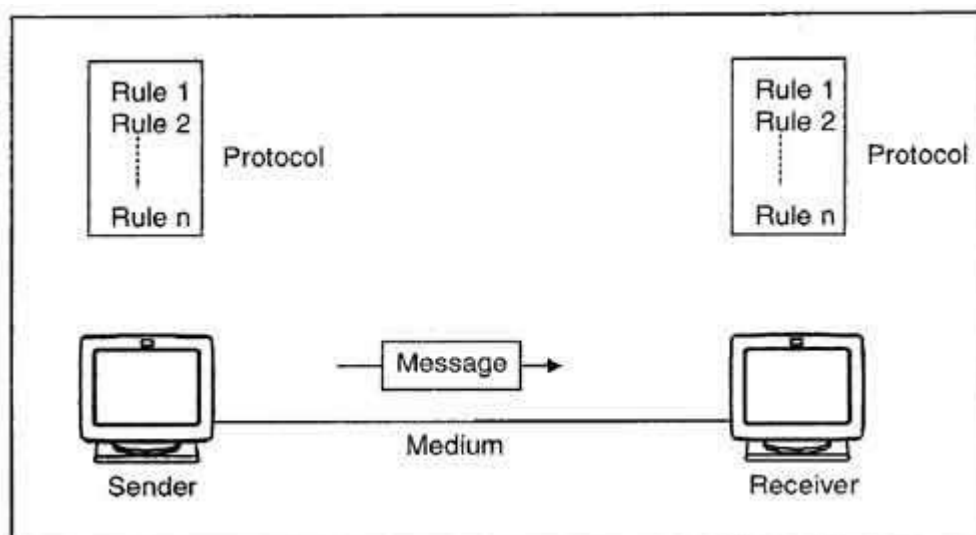 Rule 1
Rule 2
Rule n
Protocol
Rule 1
Rule 2
Rule n
Protocol
Message
Medium
Sender
Receiver